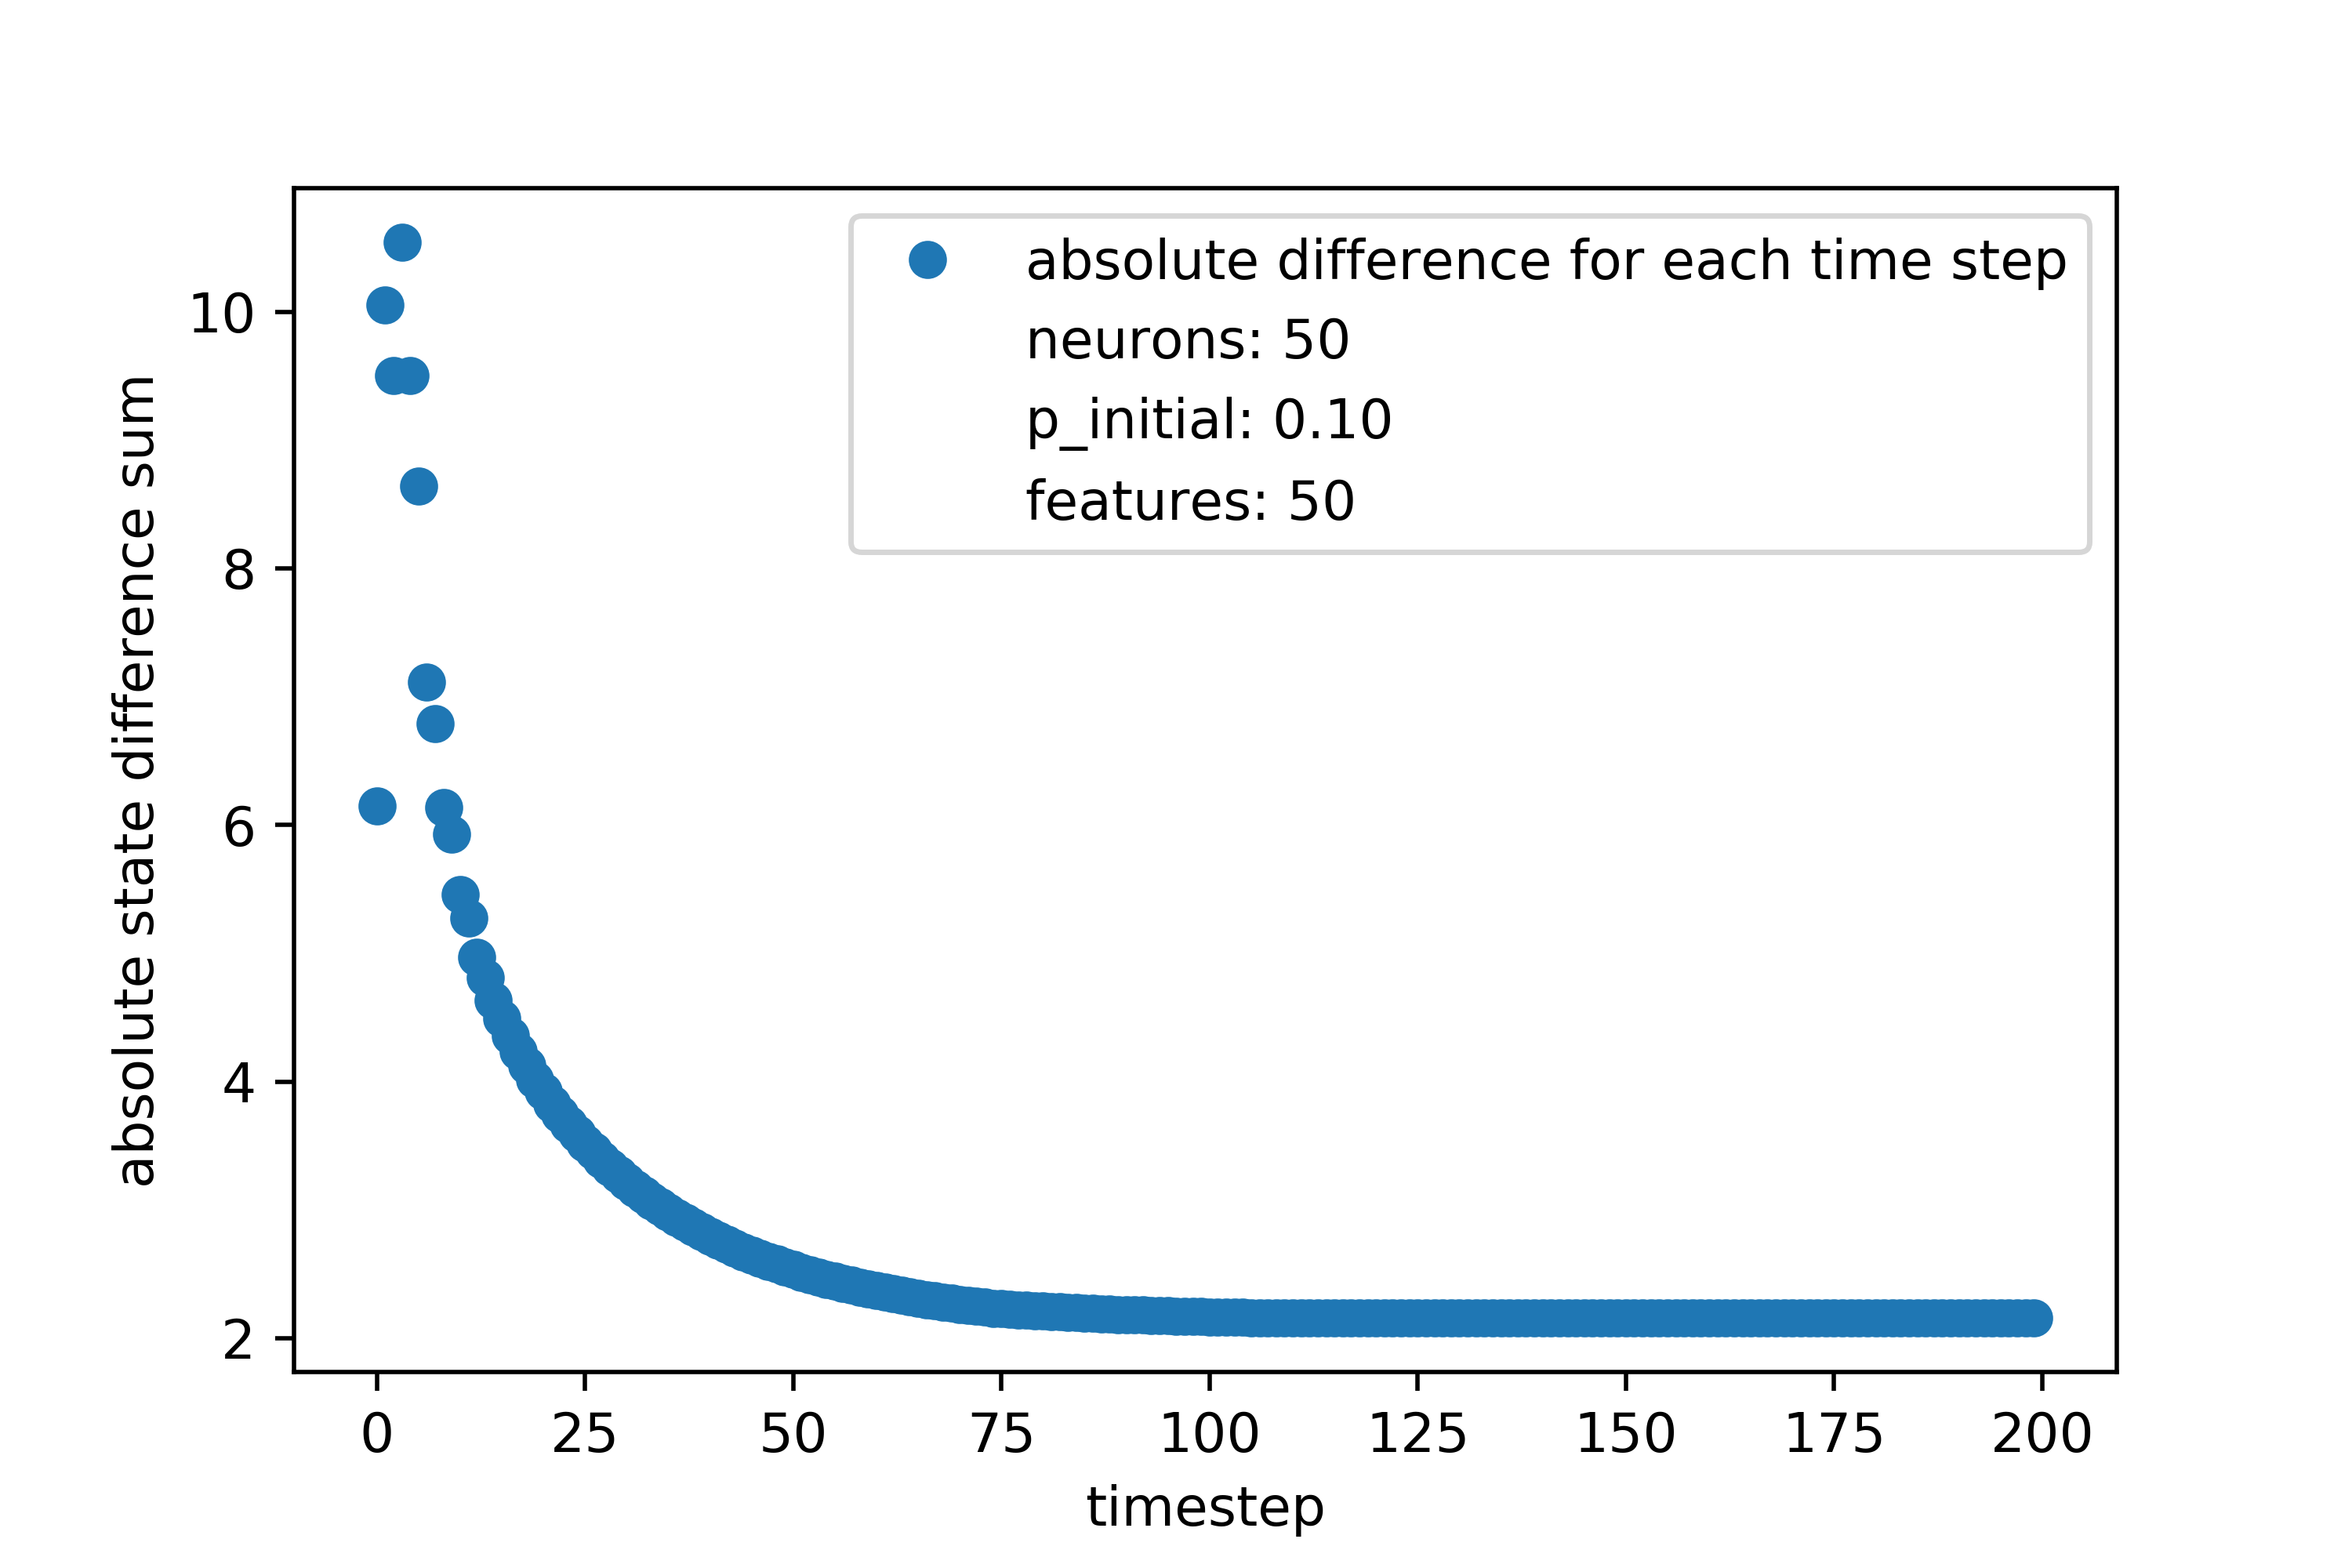 absolute difference for each time step
neurons: 50
p_initial: 0.10
features: 50
absolute state difference sum
10
8
6
4
2
0 25 50 75 100 125 150 175 200
timestep